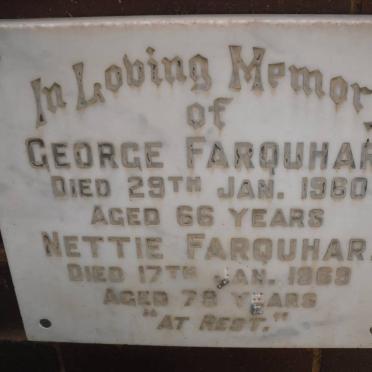 In Loving Memory
of
GEORGE FARQUHAR
DIED 29TH JAN. 1960
AGED 66 YEARS
NETTIE FARQUHAR.
DIED 17TH JAN. 1969
AGED 78 YEARS
"AT REST."